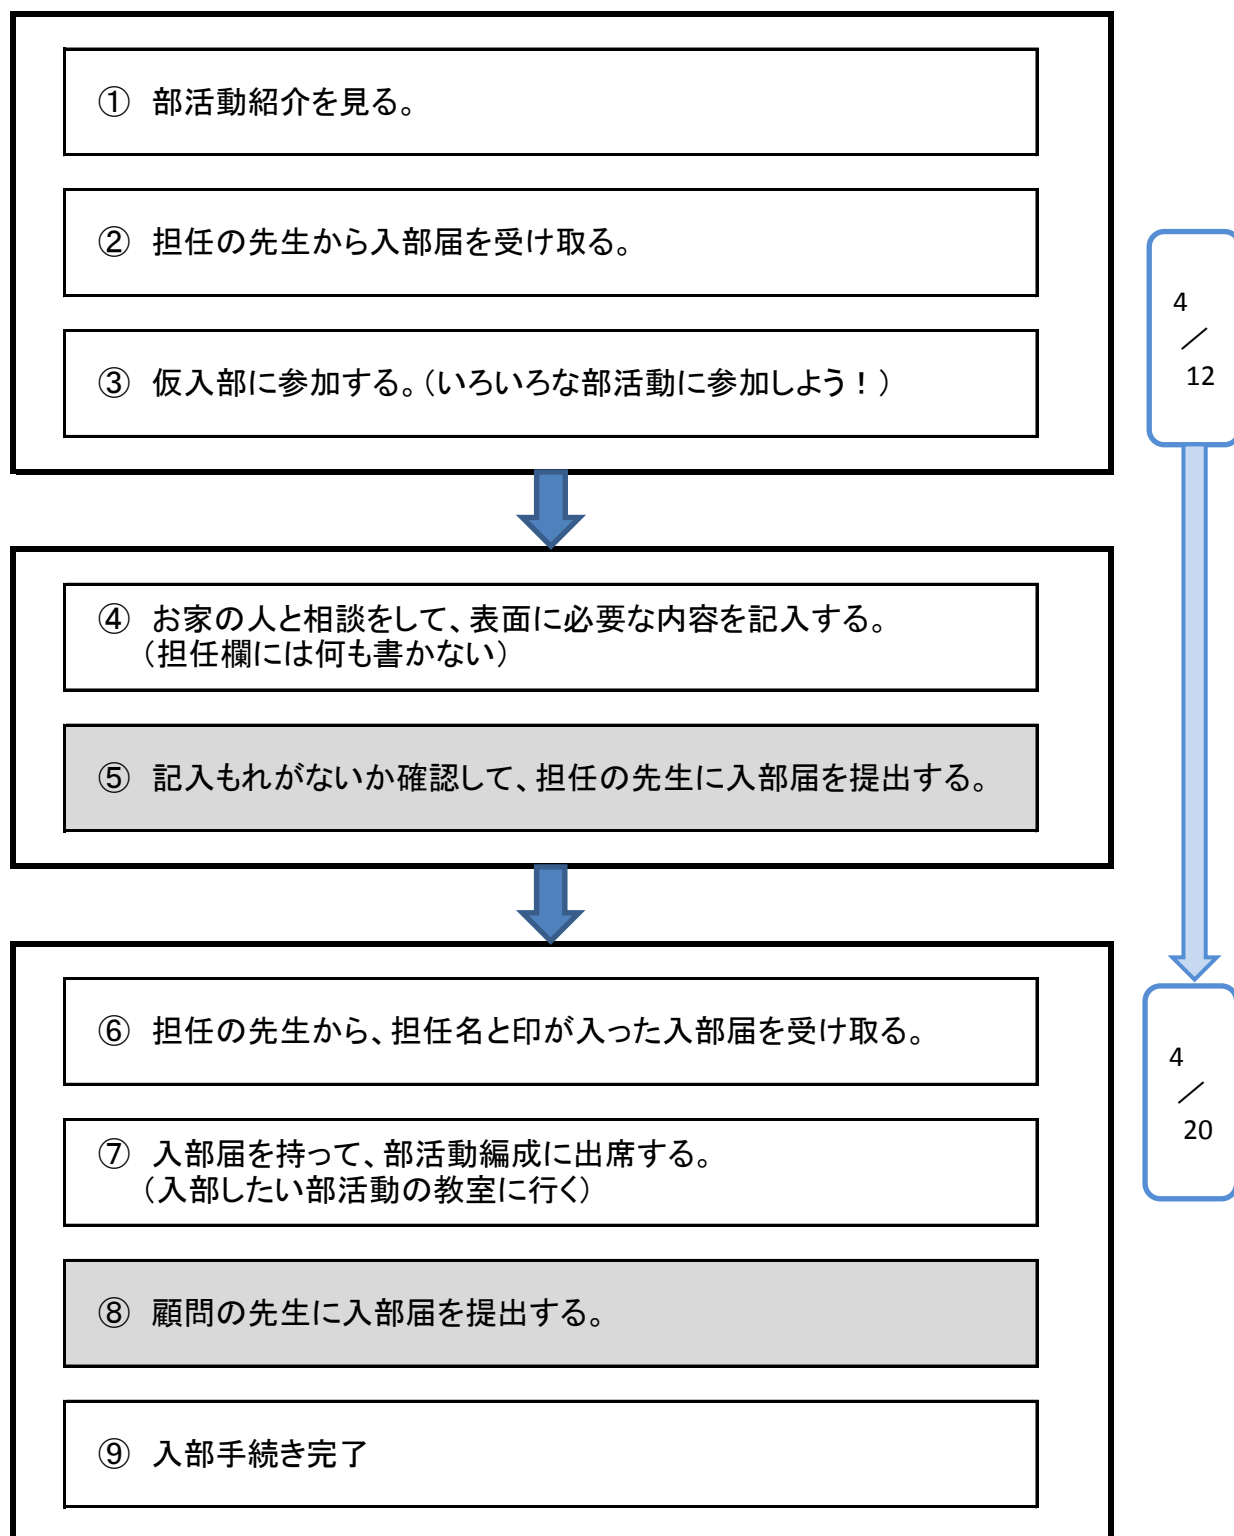 ① 部活動紹介を見る。
② 担任の先生から入部届を受け取る。
③ 仮入部に参加する。(いろいろな部活動に参加しよう！)
4
／
12
④ お家の人と相談をして、表面に必要な内容を記入する。
(担任欄には何も書かない)
⑤ 記入もれがないか確認して、担任の先生に入部届を提出する。
⑥ 担任の先生から、担任名と印が入った入部届を受け取る。
⑦ 入部届を持って、部活動編成に出席する。
(入部したい部活動の教室に行く)
4
／
20
⑧ 顧問の先生に入部届を提出する。
⑨ 入部手続き完了